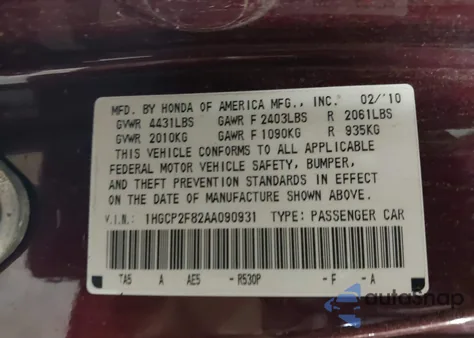 MFD. BY HONDA OF AMERICA MFG., INC. 02/'10
GVWR 4431LBS GAWR F 2403LBS R 2061LBS
GVWR 2010KG GAWR F 1090KG R 935KG
THIS VEHICLE CONFORMS TO ALL APPLICABLE
FEDERAL MOTOR VEHICLE SAFETY, BUMPER,
AND THEFT PREVENTION STANDARDS IN EFFECT
ON THE DATE OF MANUFACTURE SHOWN ABOVE.
V.I.N.: 1HGCP2F82AA090931 TYPE: PASSENGER CAR
TA5 A AE5 - R530P - F - A
autoSnap